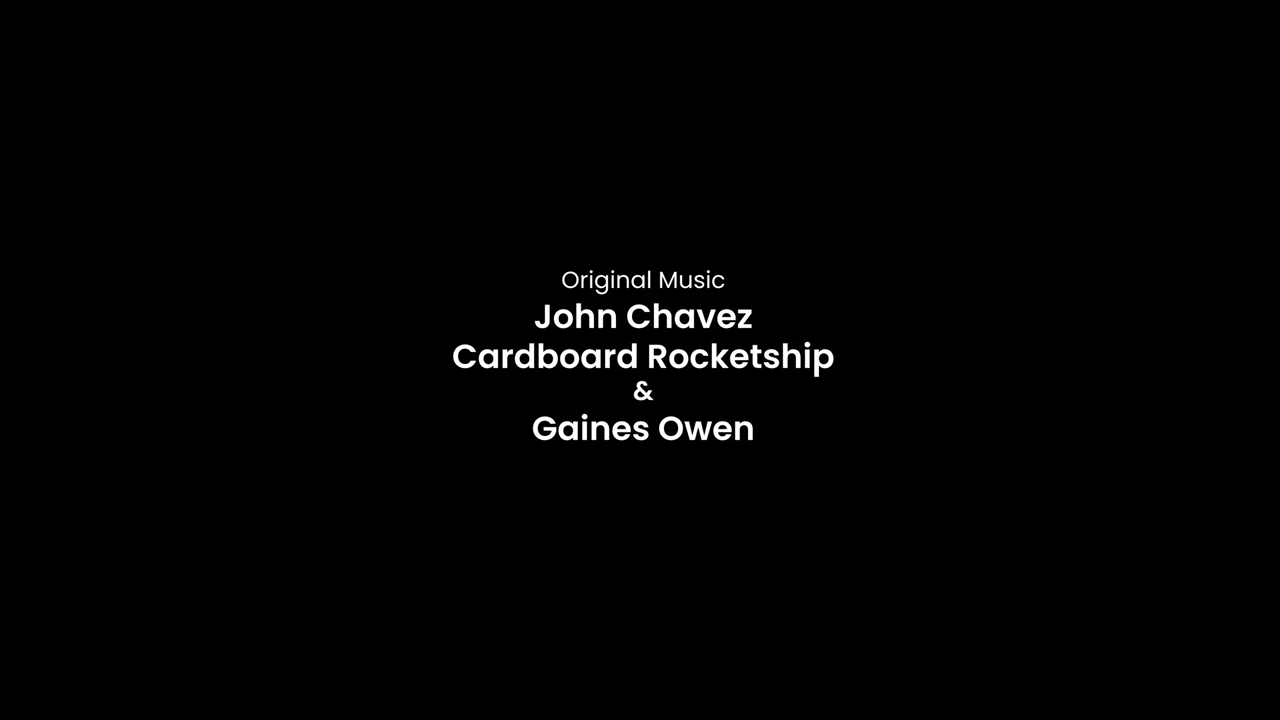 Original Music
John Chavez
Cardboard Rocketship
&
Gaines Owen